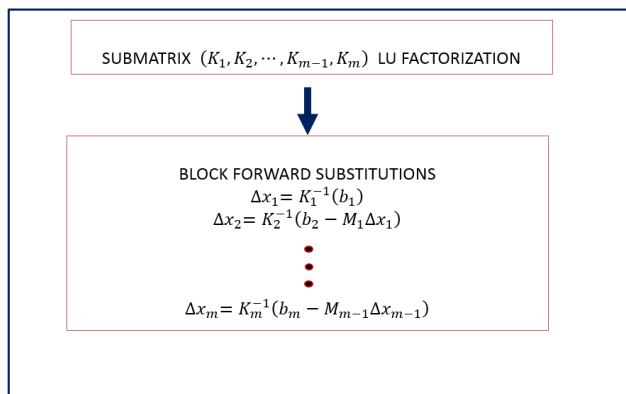 SUBMATRIX (K₁, K₂, ⋯, Kₘ₋₁, Kₘ) LU FACTORIZATION
BLOCK FORWARD SUBSTITUTIONS
Δx₁= K₁⁻¹(b₁)
Δx₂= K₂⁻¹(b₂ − M₁Δx₁)
Δxₘ= Kₘ⁻¹(bₘ − Mₘ₋₁Δxₘ₋₁)